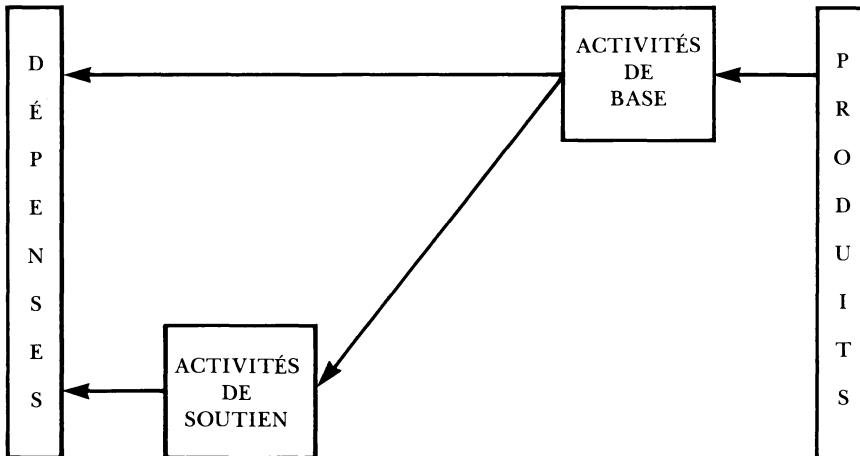 DÉPENSES
ACTIVITÉS
DE
BASE
PRODUITS
ACTIVITÉS
DE
SOUTIEN